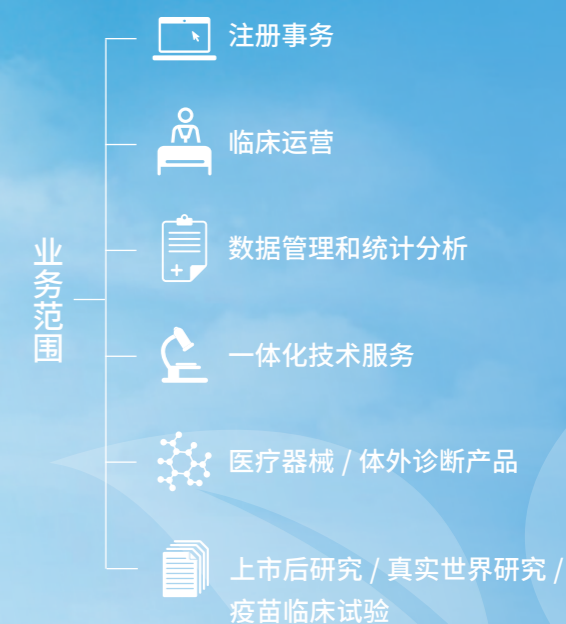 业务范围
注册事务
临床运营
数据管理和统计分析
一体化技术服务
医疗器械 / 体外诊断产品
上市后研究 / 真实世界研究 /
疫苗临床试验